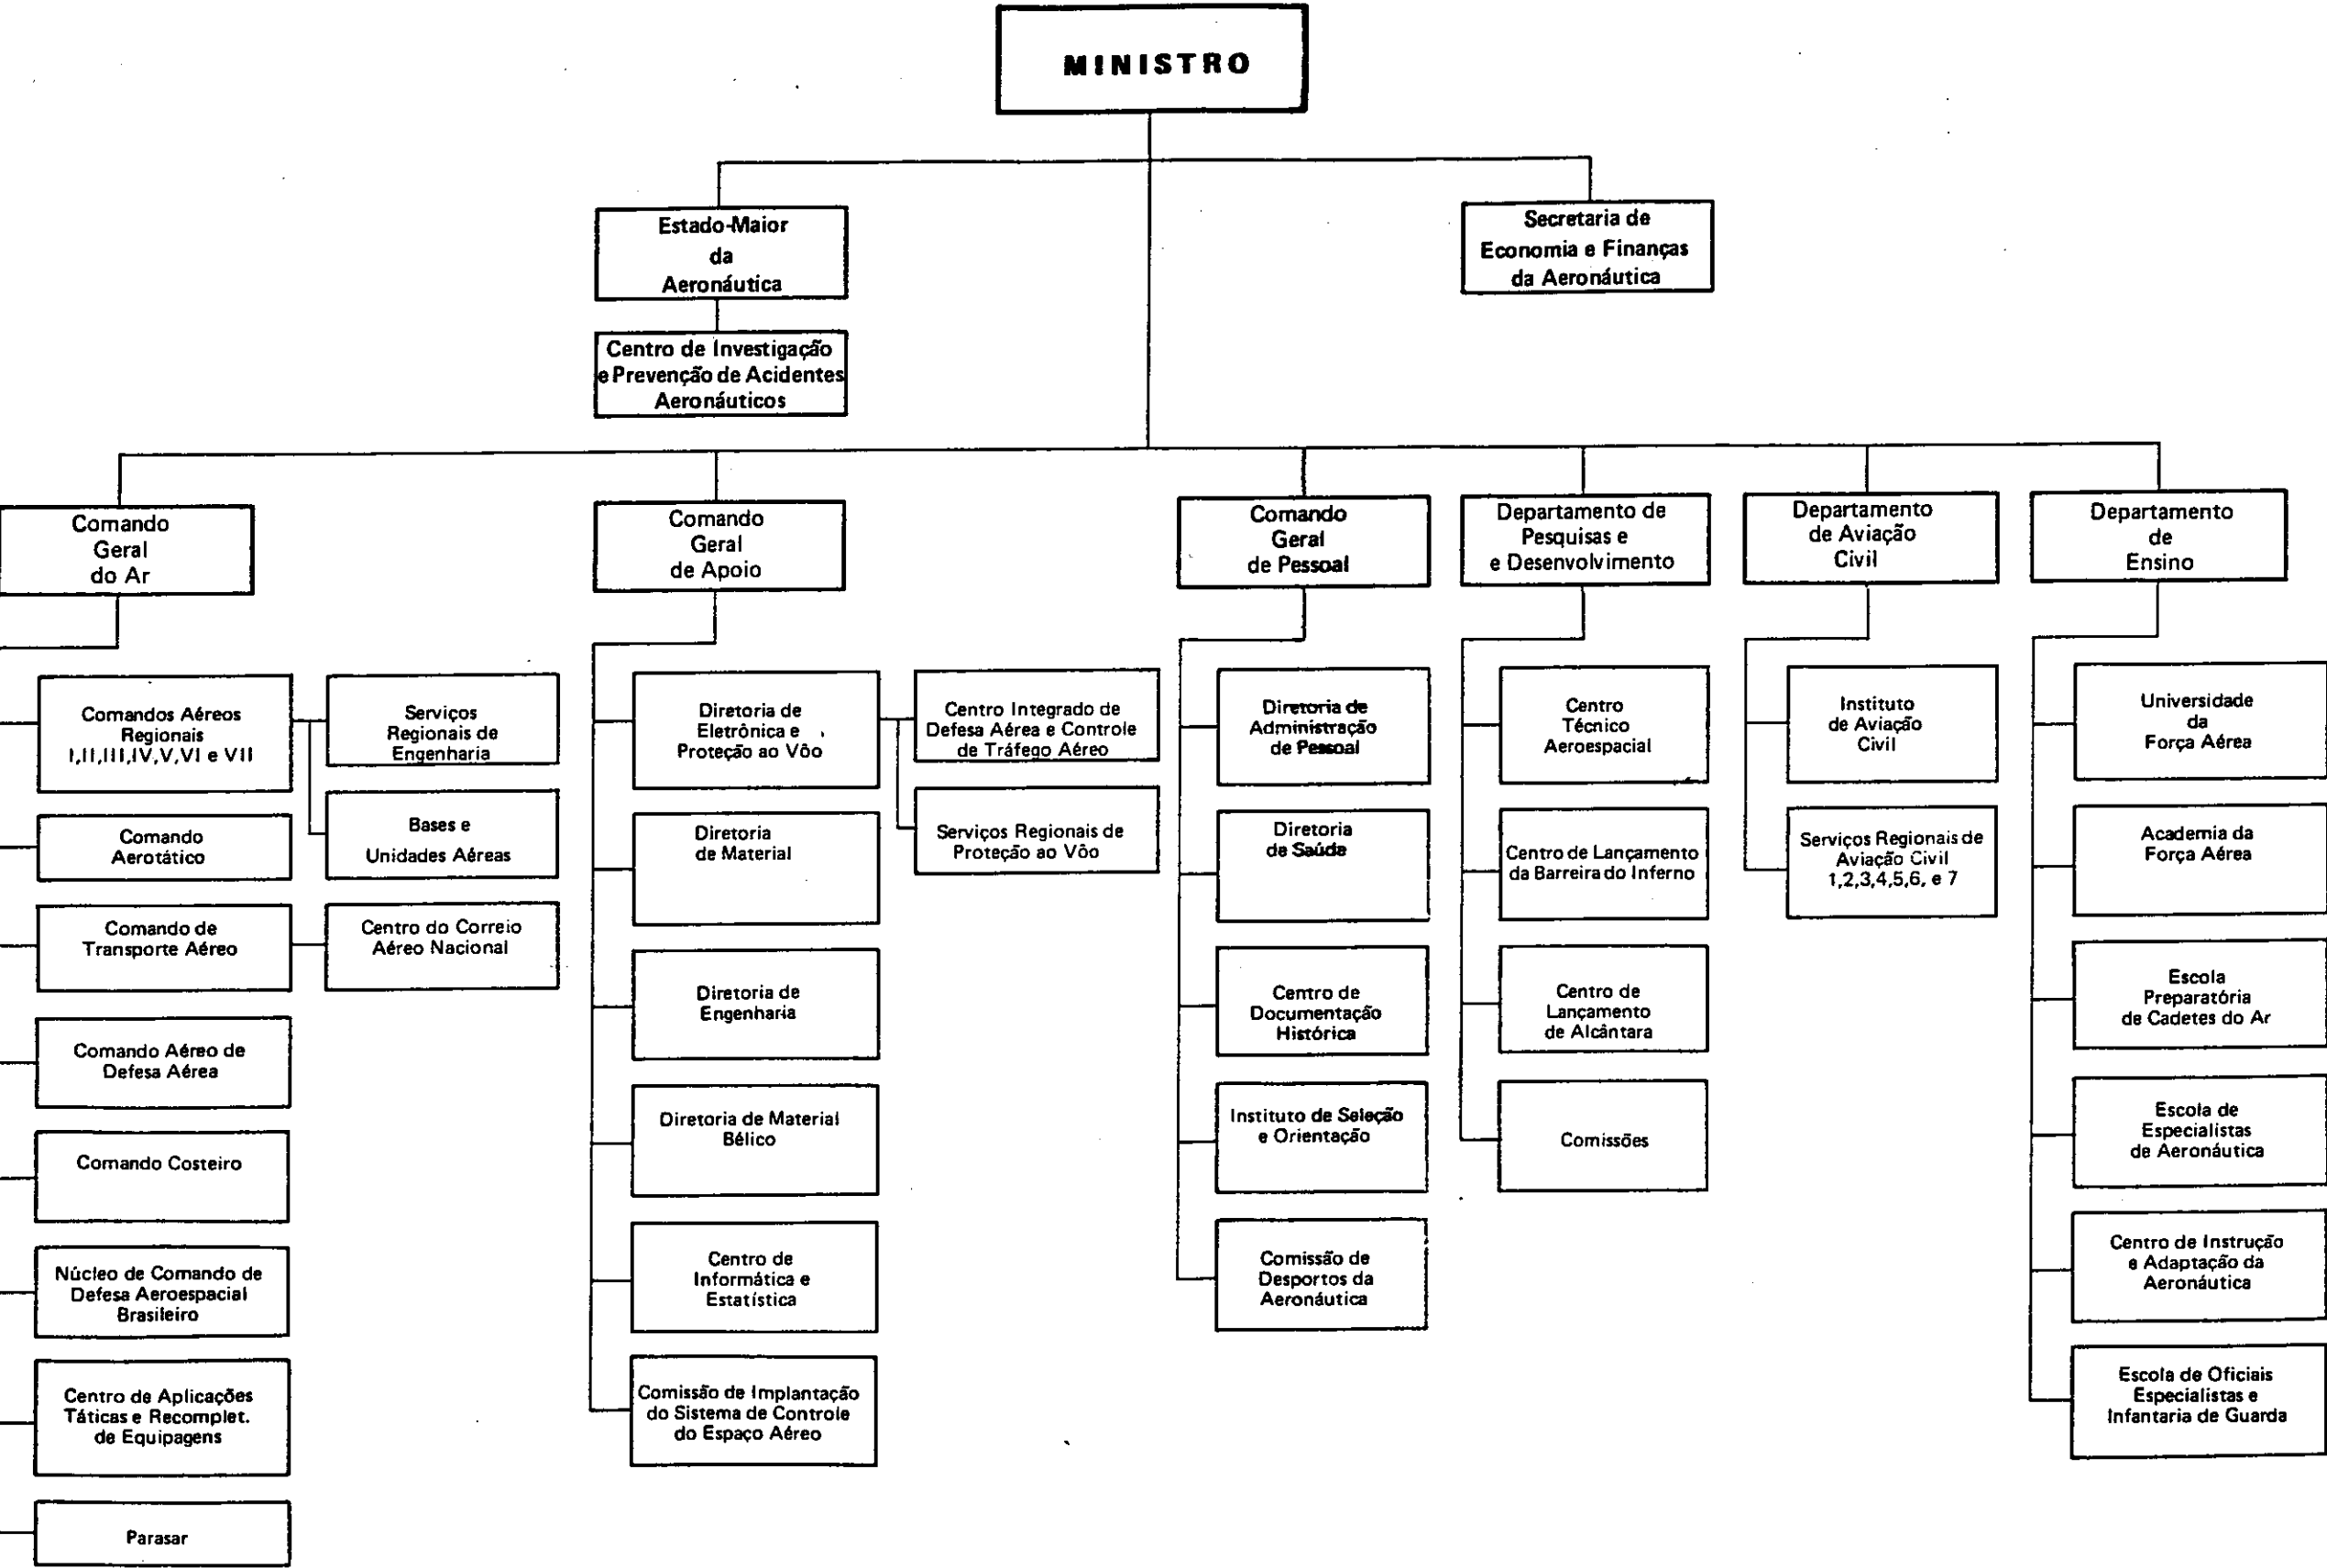 MINISTRO
Estado-Maior
da
Aeronáutica
Secretaria de
Economia e Finanças
da Aeronáutica
Centro de Investigação
e Prevenção de Acidentes
Aeronáuticos
Comando
Geral
do Ar
Comando
Geral
de Apoio
Comando
Geral
de Pessoal
Departamento de
Pesquisas e
e Desenvolvimento
Departamento
de Aviação
Civil
Departamento
de
Ensino
Comandos Aéreos
Regionais
I,II,III,IV,V,VI e VII
Serviços
Regionais de
Engenharia
Bases e
Unidades Aéreas
Comando
Aerotático
Comando de
Transporte Aéreo
Centro do Correio
Aéreo Nacional
Comando Aéreo de
Defesa Aérea
Comando Costeiro
Núcleo de Comando de
Defesa Aeroespacial
Brasileiro
Centro de Aplicações
Táticas e Recomplet.
de Equipagens
Parasar
Diretoria de
Eletrônica e
Proteção ao Vôo
Centro Integrado de
Defesa Aérea e Controle
de Tráfego Aéreo
Serviços Regionais de
Proteção ao Vôo
Diretoria
de Material
Diretoria de
Engenharia
Diretoria de Material
Bélico
Centro de
Informática e
Estatística
Comissão de Implantação
do Sistema de Controle
do Espaço Aéreo
Diretoria de
Administração
de Pessoal
Diretoria
de Saúde
Centro de
Documentação
Histórica
Instituto de Seleção
e Orientação
Comissão de
Desportos da
Aeronáutica
Centro
Técnico
Aeroespacial
Centro de Lançamento
da Barreira do Inferno
Centro de
Lançamento
de Alcântara
Comissões
Instituto
de Aviação
Civil
Serviços Regionais de
Aviação Civil
1,2,3,4,5,6, e 7
Universidade
da
Força Aérea
Academia da
Força Aérea
Escola
Preparatória
de Cadetes do Ar
Escola de
Especialistas
de Aeronáutica
Centro de Instrução
e Adaptação da
Aeronáutica
Escola de Oficiais
Especialistas e
Infantaria de Guarda